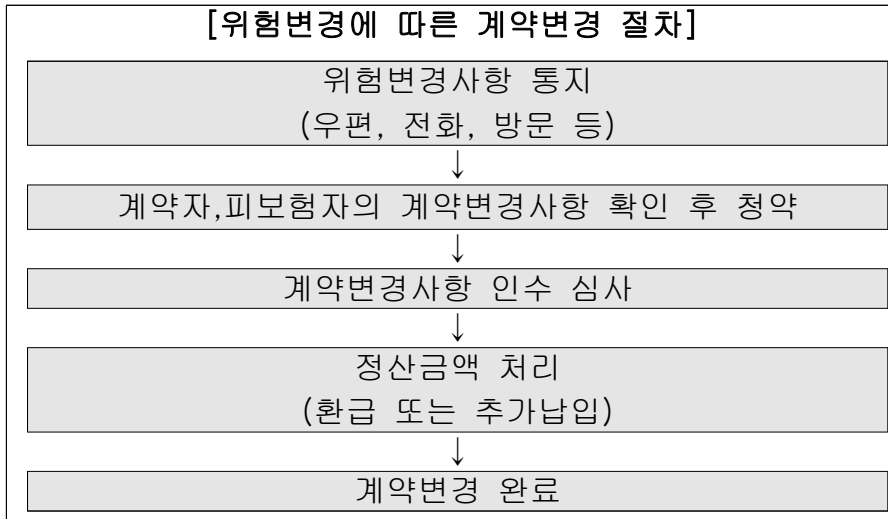 [위험변경에 따른 계약변경 절차]
위험변경사항 통지
(우편, 전화, 방문 등)
↓
계약자,피보험자의 계약변경사항 확인 후 청약
↓
계약변경사항 인수 심사
↓
정산금액 처리
(환급 또는 추가납입)
↓
계약변경 완료